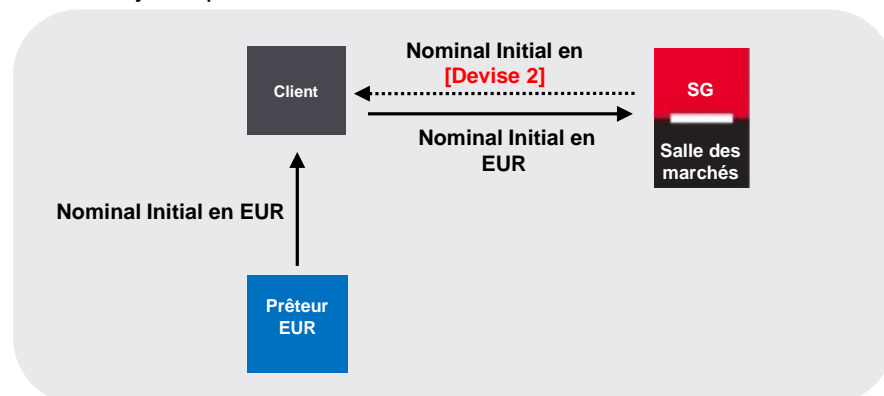 Nominal Initial en
[Devise 2]
Client
SG
Nominal Initial en
EUR
Salle des
marchés
Nominal Initial en EUR
Prêteur
EUR